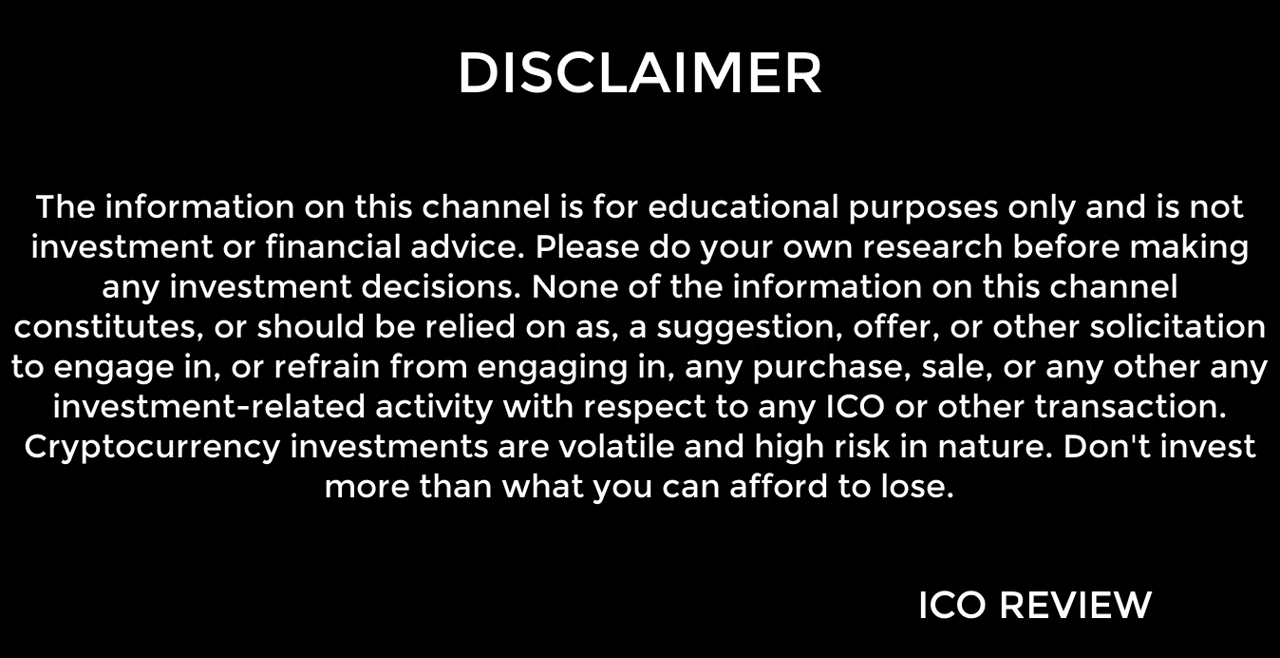 DISCLAIMER
The information on this channel is for educational purposes only and is not
investment or financial advice. Please do your own research before making
any investment decisions. None of the information on this channel
constitutes, or should be relied on as, a suggestion, offer, or other solicitation
to engage in, or refrain from engaging in, any purchase, sale, or any other any
investment-related activity with respect to any ICO or other transaction.
Cryptocurrency investments are volatile and high risk in nature. Don't invest
more than what you can afford to lose.
ICO REVIEW